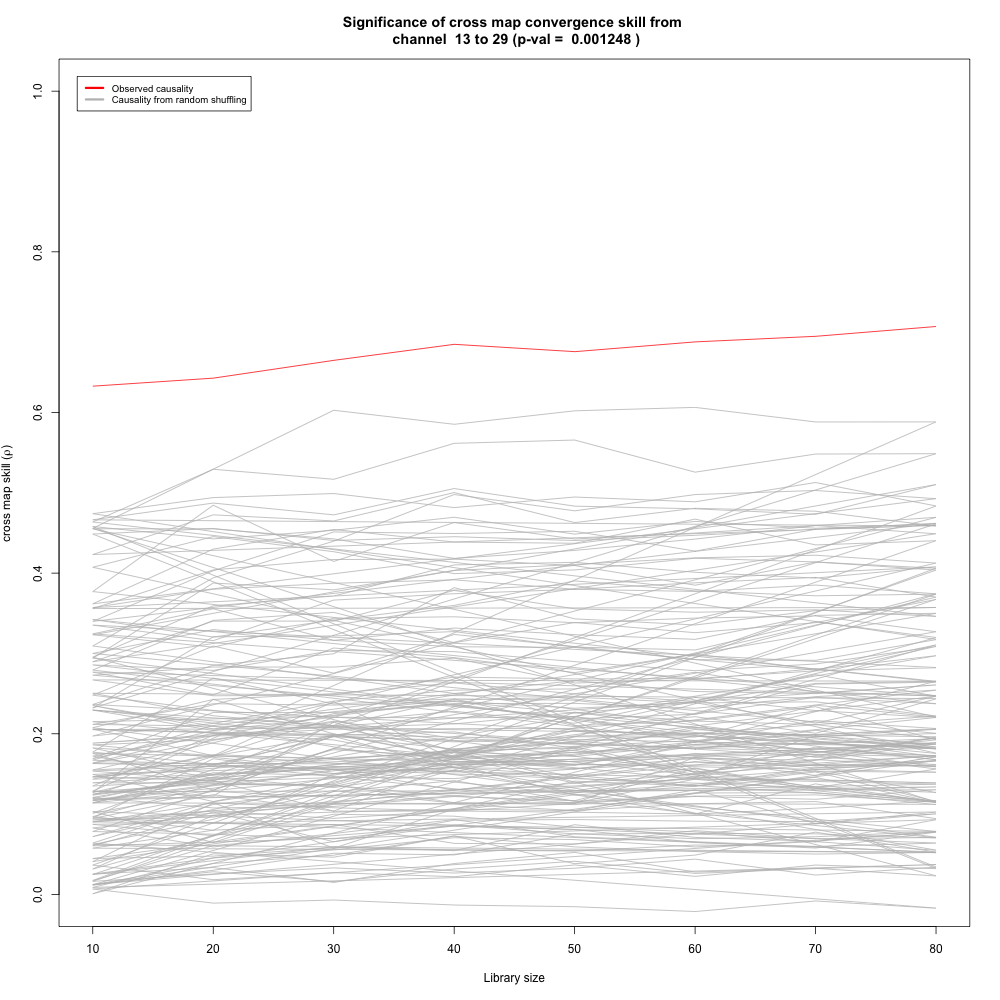 Significance of cross map convergence skill from
channel  13 to 29 (p-val =  0.001248 )
Observed causality
Causality from random shuffling
cross map skill (ρ)
1.0
0.8
0.6
0.4
0.2
0.0
10 20 30 40 50 60 70 80
Library size